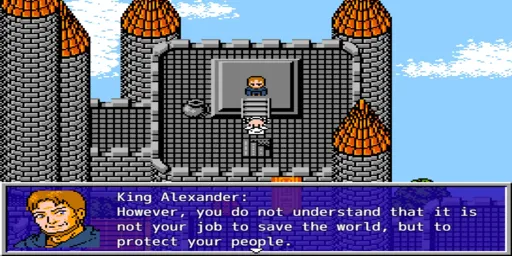 King Alexander:
However, you do not understand that it is
not your job to save the world, but to
protect your people.